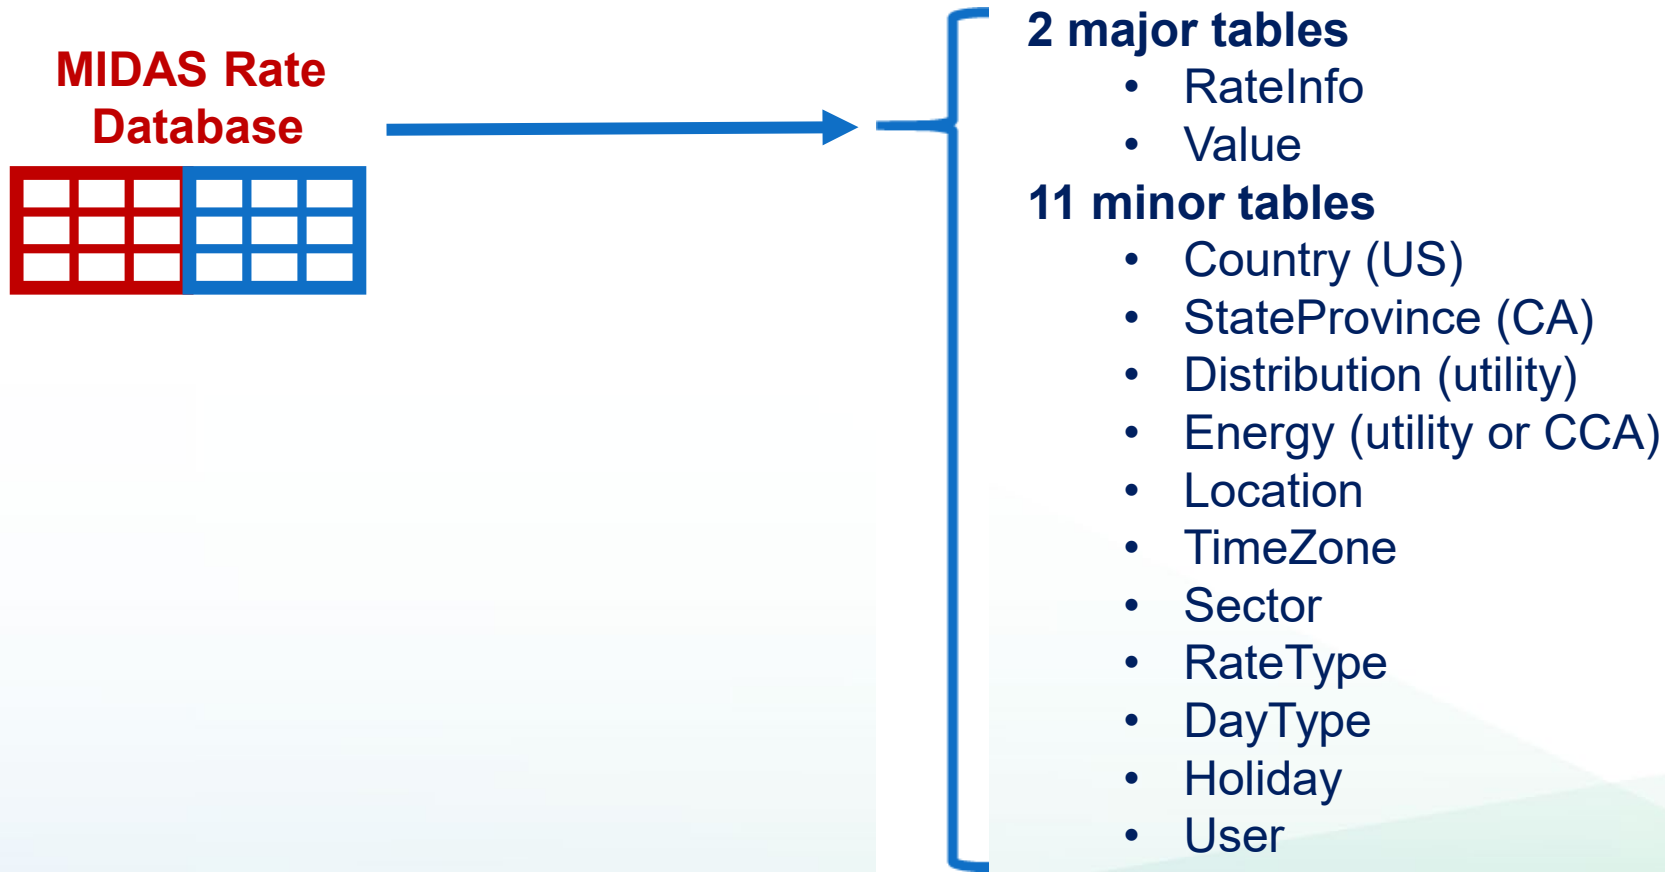 MIDAS Rate
Database
2 major tables
• RateInfo
• Value
11 minor tables
• Country (US)
• StateProvince (CA)
• Distribution (utility)
• Energy (utility or CCA)
• Location
• TimeZone
• Sector
• RateType
• DayType
• Holiday
• User